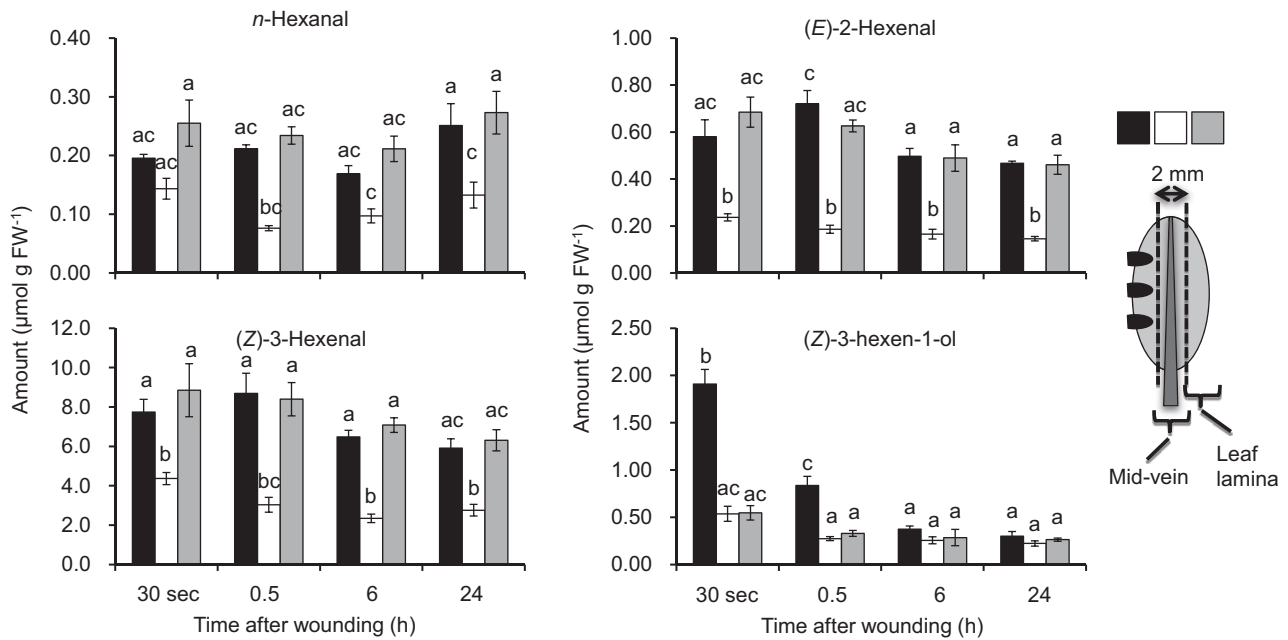 n-Hexanal
Amount (µmol g FW-1)
0.40
0.30
0.20
0.10
0.00
ac
ac
a
ac
bc
ac
ac
c
ac
a
c
a
(E)-2-Hexenal
1.00
0.80
0.60
0.40
0.20
0.00
ac
b
ac
c
b
ac
a
b
a
a
b
a
(Z)-3-Hexenal
12.0
10.0
8.0
6.0
4.0
2.0
0.0
a
b
a
a
bc
a
a
b
a
ac
b
ac
30 sec 0.5 6 24
Time after wounding (h)
(Z)-3-hexen-1-ol
Amount (µmol g FW-1)
2.50
2.00
1.50
1.00
0.50
0.00
b
ac
ac
c
a
a
a
a
a
a
a
a
30 sec 0.5 6 24
Time after wounding (h)
2 mm
Mid-vein
Leaf
lamina